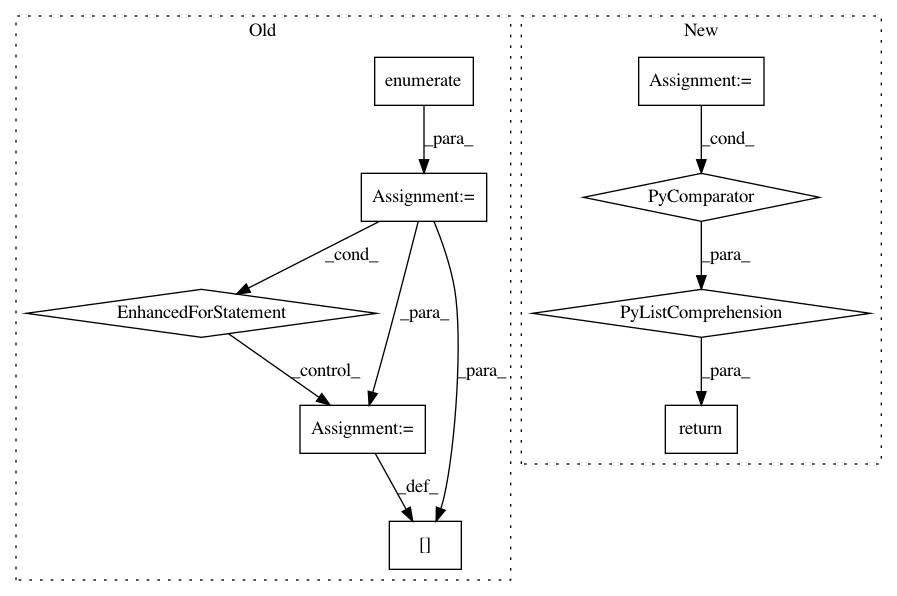 Old
New
enumerate
Assignment:=
_para_
_cond_
Assignment:=
PyComparator
_cond_
_para_
EnhancedForStatement
_para_
PyListComprehension
_control_
_para_
_para_
Assignment:=
return
_def_
[]